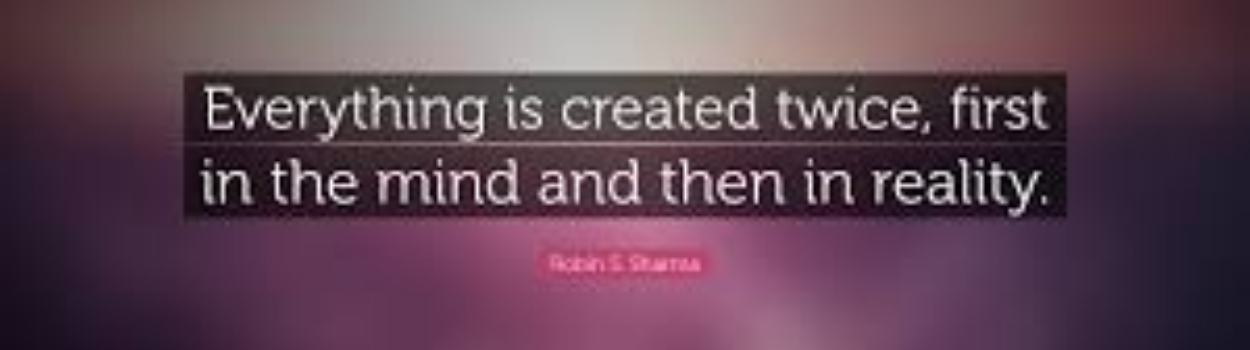 Everything is created twice, first
in the mind and then in reality.
Robin S. Sharma